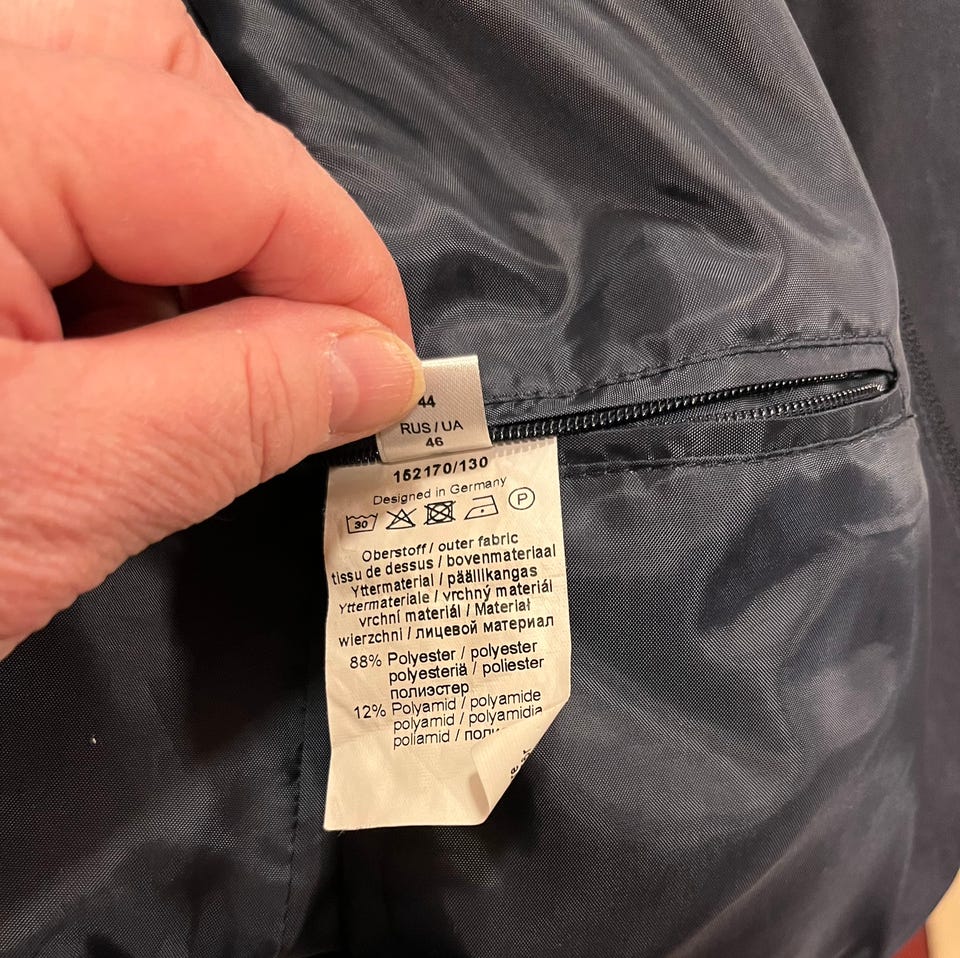 44
RUS / UA
46
152170/130
Designed in Germany
30 P
Oberstoff / outer fabric
tissu de dessus / bovenmateriaal
Yttermaterial / päällikangas
Yttermateriale / vrchný materiál
vrchní materiál / Materiał
wierzchni / лицевой материал
88% Polyester / polyester
polyesteriä / poliester
полиэстер
12% Polyamid / polyamide
polyamid / polyamidia
poliamid /